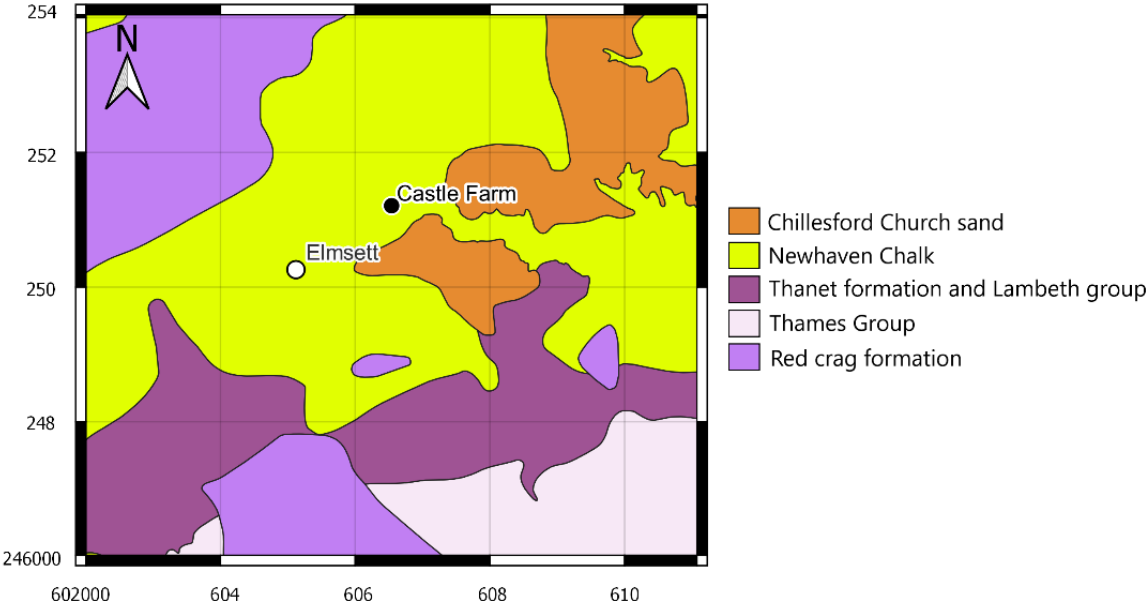 254
N
252
Castle Farm
Elmsett
250
248
246000
602000 604 606 608 610
Chillesford Church sand
Newhaven Chalk
Thanet formation and Lambeth group
Thames Group
Red crag formation